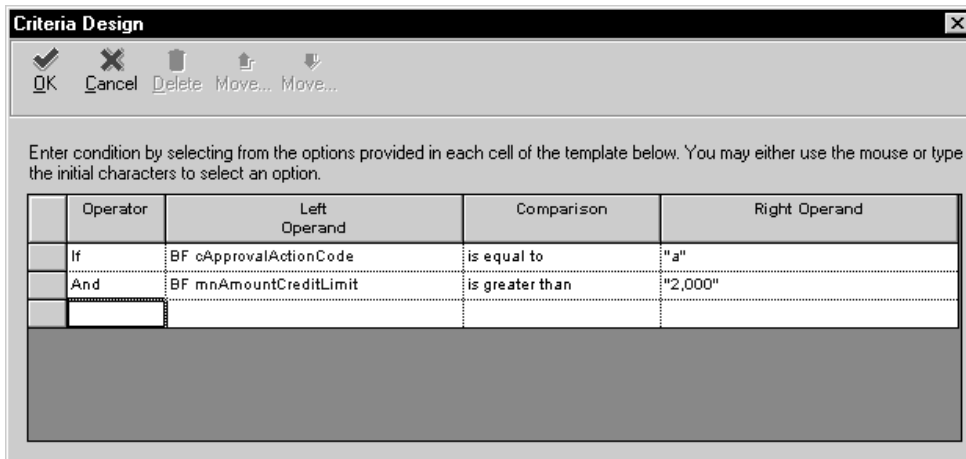 Criteria Design
OK Cancel Delete Move... Move...
Enter condition by selecting from the options provided in each cell of the template below. You may either use the mouse or type
the initial characters to select an option.
Operator Left Operand Comparison Right Operand
If BF cApprovalActionCode is equal to "a"
And BF mnAmountCreditLimit is greater than "2,000"